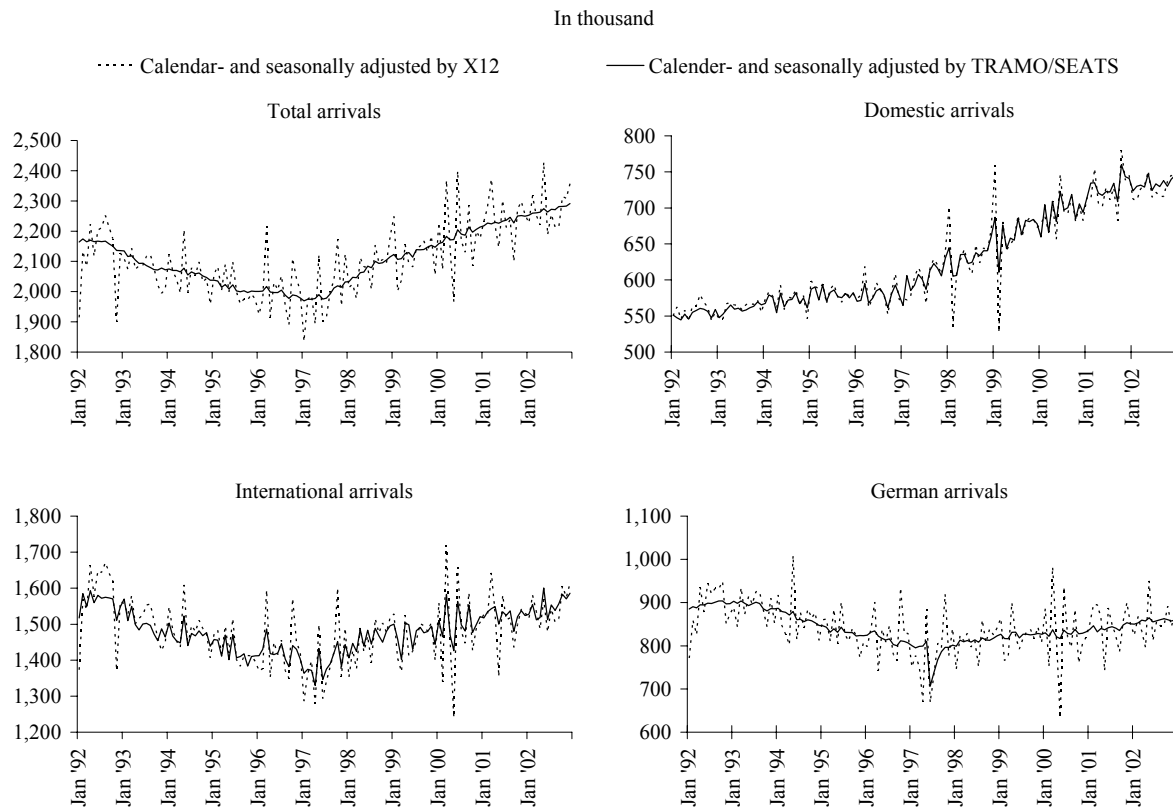 In thousand
Calendar- and seasonally adjusted by X12
Calender- and seasonally adjusted by TRAMO/SEATS
Total arrivals
2,500
2,400
2,300
2,200
2,100
2,000
1,900
1,800
Jan '92
Jan '93
Jan '94
Jan '95
Jan '96
Jan '97
Jan '98
Jan '99
Jan '00
Jan '01
Jan '02
Domestic arrivals
800
750
700
650
600
550
500
Jan '92
Jan '93
Jan '94
Jan '95
Jan '96
Jan '97
Jan '98
Jan '99
Jan '00
Jan '01
Jan '02
International arrivals
1,800
1,700
1,600
1,500
1,400
1,300
1,200
Jan '92
Jan '93
Jan '94
Jan '95
Jan '96
Jan '97
Jan '98
Jan '99
Jan '00
Jan '01
Jan '02
German arrivals
1,100
1,000
900
800
700
600
Jan '92
Jan '93
Jan '94
Jan '95
Jan '96
Jan '97
Jan '98
Jan '99
Jan '00
Jan '01
Jan '02